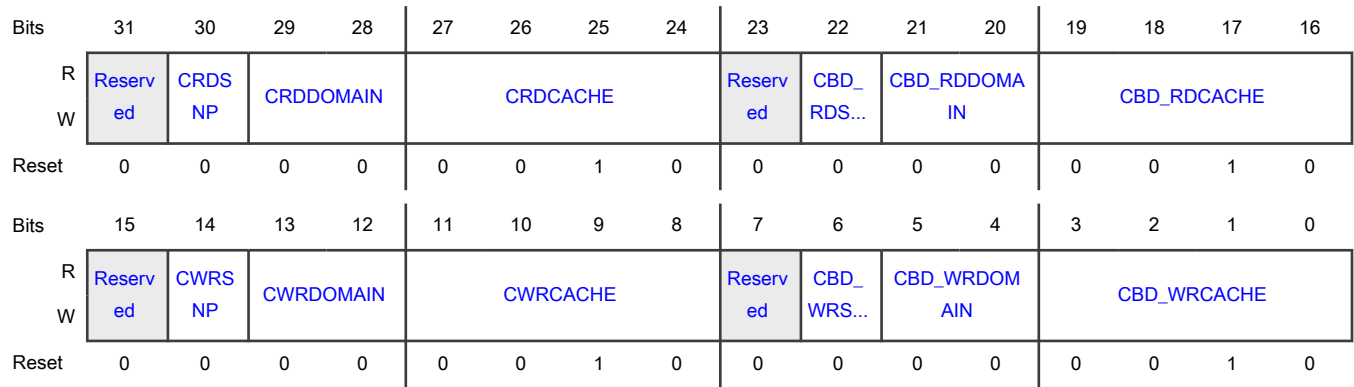 Bits 31 30 29 28 27 26 25 24 23 22 21 20 19 18 17 16
R Reserv CRDS CRDDOMAIN CRDCACHE Reserv CBD_ CBD_RDDOMA CBD_RDCACHE
W ed NP ed RDS... IN
Reset 0 0 0 0 0 0 1 0 0 0 0 0 0 0 1 0
Bits 15 14 13 12 11 10 9 8 7 6 5 4 3 2 1 0
R Reserv CWRS CWRDOMAIN CWRCACHE Reserv CBD_ CBD_WRDOM CBD_WRCACHE
W ed NP ed WRS... AIN
Reset 0 0 0 0 0 0 1 0 0 0 0 0 0 0 1 0